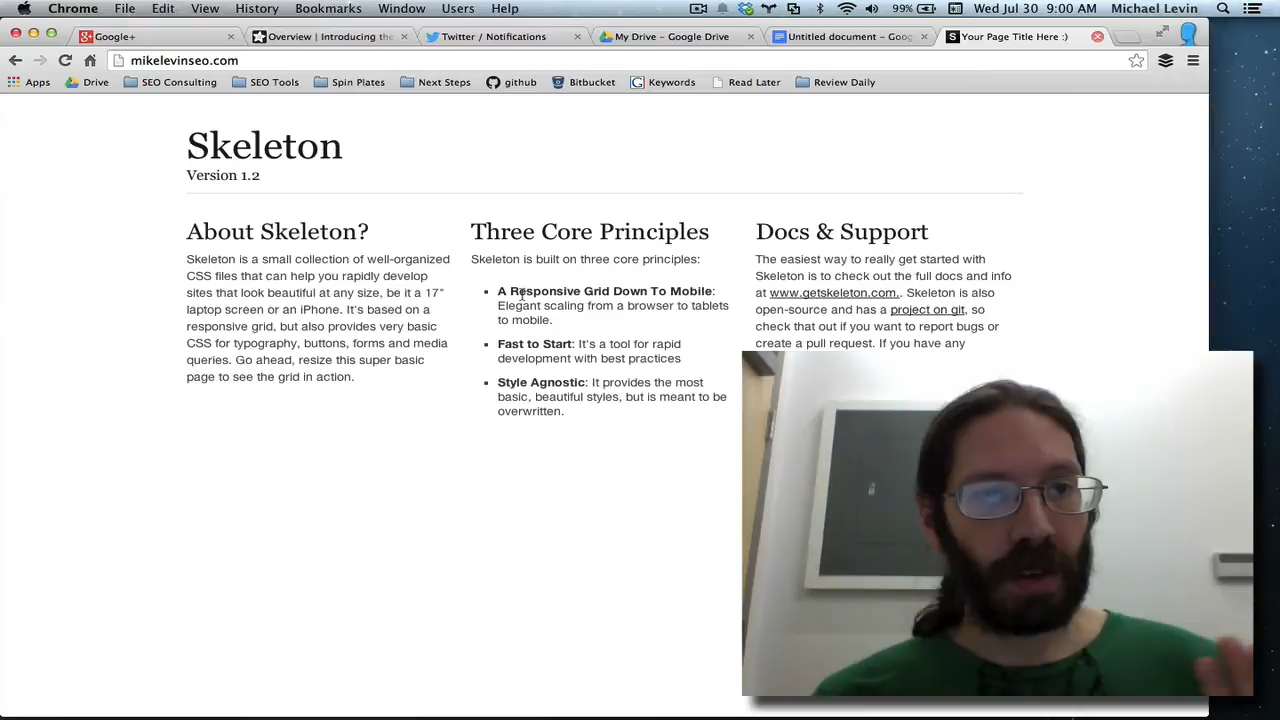 Chrome File Edit View History Bookmarks Window Users Help 99% Wed Jul 30 9:00 AM Michael Levin
Google+ Overview | Introducing the Twitter / Notifications My Drive – Google Drive Untitled document - Goog Your Page Title Here :)
mikelevinseo.com
Apps Drive SEO Consulting SEO Tools Spin Plates Next Steps github Bitbucket Keywords Read Later Review Daily
Skeleton
Version 1.2
About Skeleton?
Skeleton is a small collection of well-organized
CSS files that can help you rapidly develop
sites that look beautiful at any size, be it a 17"
laptop screen or an iPhone. It's based on a
responsive grid, but also provides very basic
CSS for typography, buttons, forms and media
queries. Go ahead, resize this super basic
page to see the grid in action.
Three Core Principles
Skeleton is built on three core principles:
A Responsive Grid Down To Mobile:
Elegant scaling from a browser to tablets
to mobile.
Fast to Start: It's a tool for rapid
development with best practices
Style Agnostic: It provides the most
basic, beautiful styles, but is meant to be
overwritten.
Docs & Support
The easiest way to really get started with
Skeleton is to check out the full docs and info
at www.getskeleton.com.. Skeleton is also
open-source and has a project on git, so
check that out if you want to report bugs or
create a pull request. If you have any